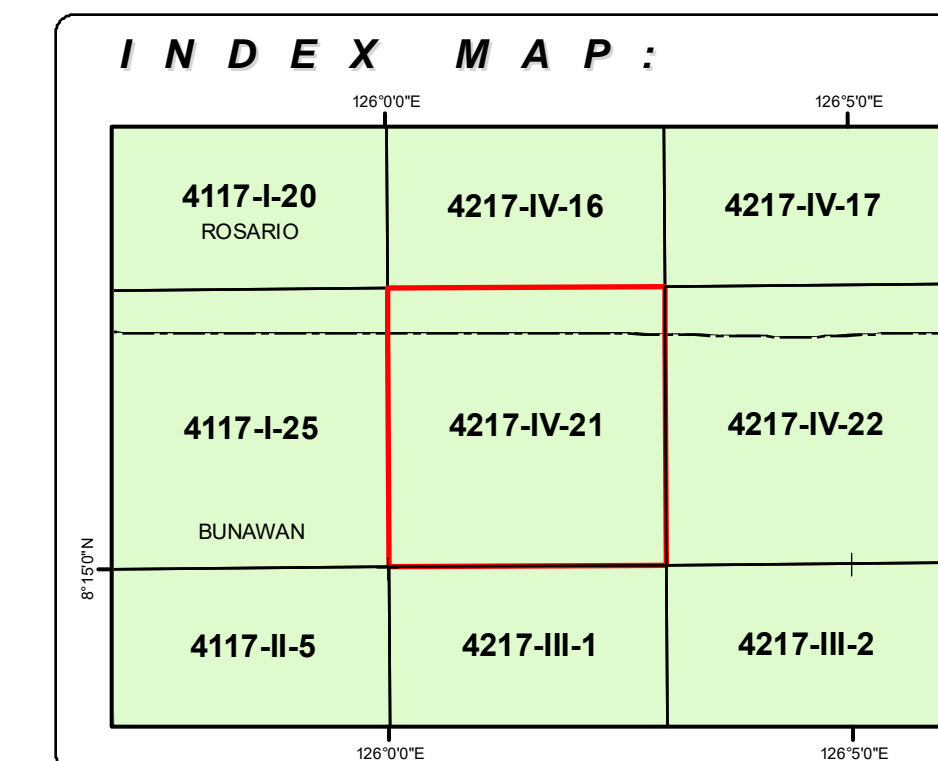 INDEX MAP:
126°0'0"E 126°5'0"E
4117-I-20 4217-IV-16 4217-IV-17
ROSARIO
4117-I-25 4217-IV-21 4217-IV-22
BUNAWAN
8°15'0"N
4117-II-5 4217-III-1 4217-III-2
126°0'0"E 126°5'0"E